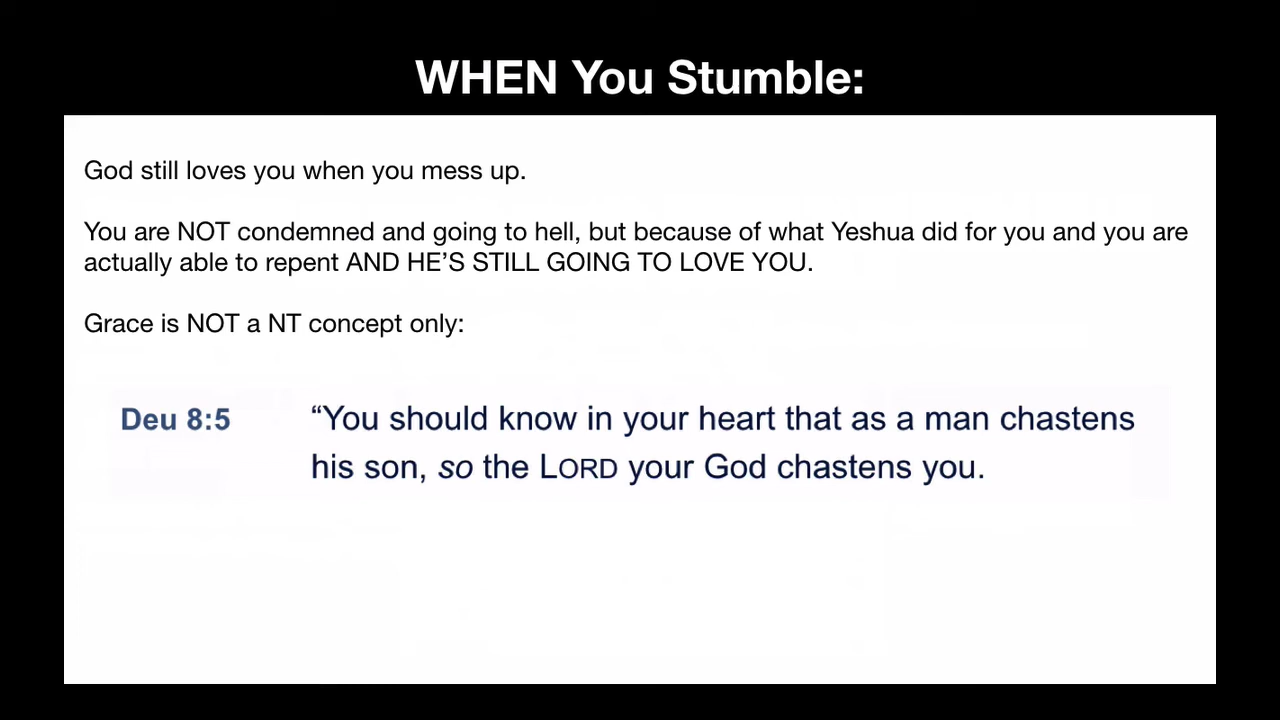 WHEN You Stumble:
God still loves you when you mess up.
You are NOT condemned and going to hell, but because of what Yeshua did for you and you are
actually able to repent AND HE’S STILL GOING TO LOVE YOU.
Grace is NOT a NT concept only:
Deu 8:5 “You should know in your heart that as a man chastens
his son, so the LORD your God chastens you.